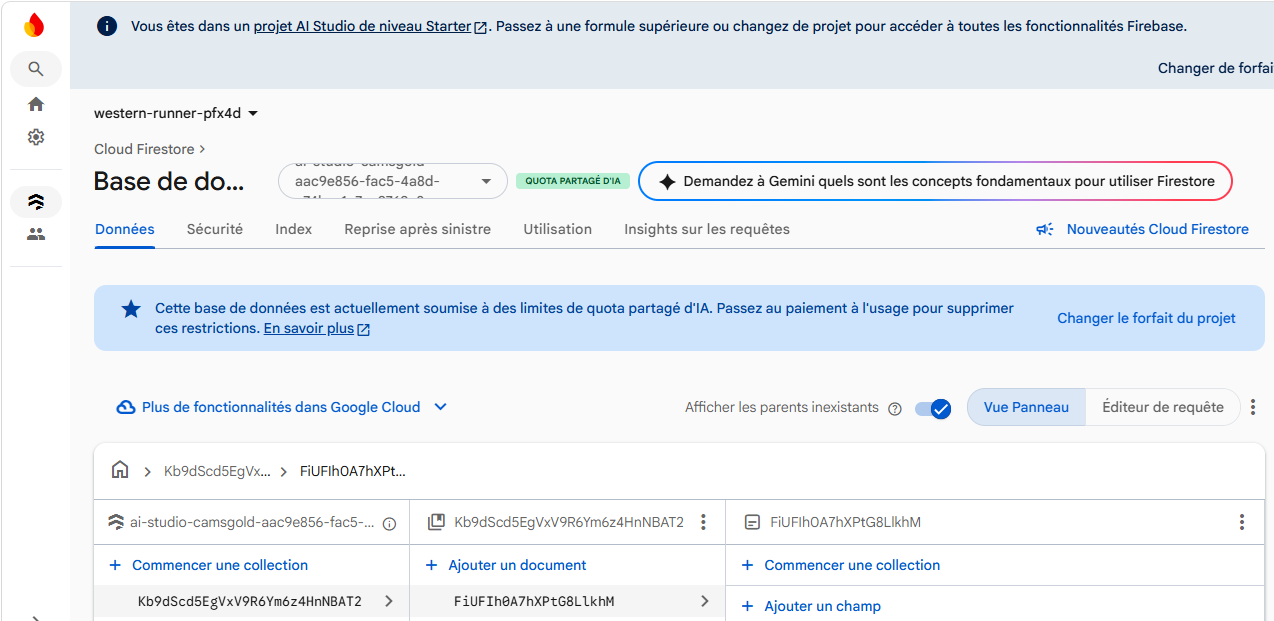 Vous êtes dans un projet AI Studio de niveau Starter. Passez à une formule supérieure ou changez de projet pour accéder à toutes les fonctionnalités Firebase.
Changer de forfai
western-runner-pfx4d
Cloud Firestore
Base de do...
aac9e856-fac5-4a8d-
QUOTA PARTAGÉ D'IA
Demandez à Gemini quels sont les concepts fondamentaux pour utiliser Firestore
Données Sécurité Index Reprise après sinistre Utilisation Insights sur les requêtes
Nouveautés Cloud Firestore
Cette base de données est actuellement soumise à des limites de quota partagé d'IA. Passez au paiement à l'usage pour supprimer
ces restrictions. En savoir plus
Changer le forfait du projet
Plus de fonctionnalités dans Google Cloud
Afficher les parents inexistants
Vue Panneau
Éditeur de requête
Kb9dScd5EgVx... FiUFIh0A7hXPt...
ai-studio-camsgold-aac9e856-fac5-...
Kb9dScd5EgVxV9R6Ym6z4HnNBAT2
FiUFIh0A7hXPtG8LlkhM
+ Commencer une collection
+ Ajouter un document
+ Commencer une collection
Kb9dScd5EgVxV9R6Ym6z4HnNBAT2
FiUFIh0A7hXPtG8LlkhM
+ Ajouter un champ